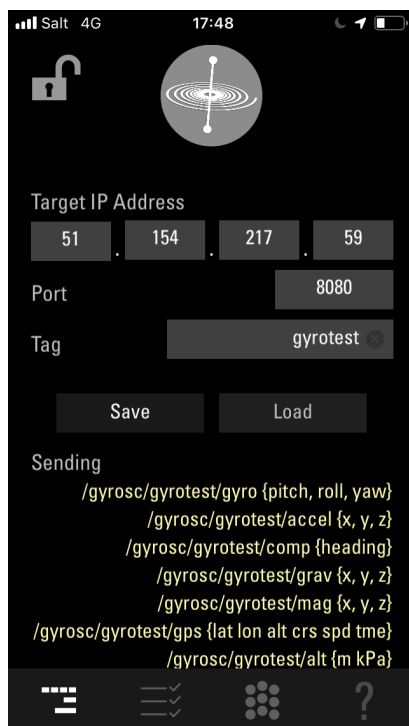 Salt 4G 17:48
Target IP Address
51 . 154 . 217 . 59
Port 8080
Tag gyrotest
Save Load
Sending
/gyrosc/gyrotest/gyro {pitch, roll, yaw}
/gyrosc/gyrotest/accel {x, y, z}
/gyrosc/gyrotest/comp {heading}
/gyrosc/gyrotest/grav {x, y, z}
/gyrosc/gyrotest/mag {x, y, z}
/gyrosc/gyrotest/gps {lat lon alt crs spd tme}
/gyrosc/gyrotest/alt {m kPa}
?